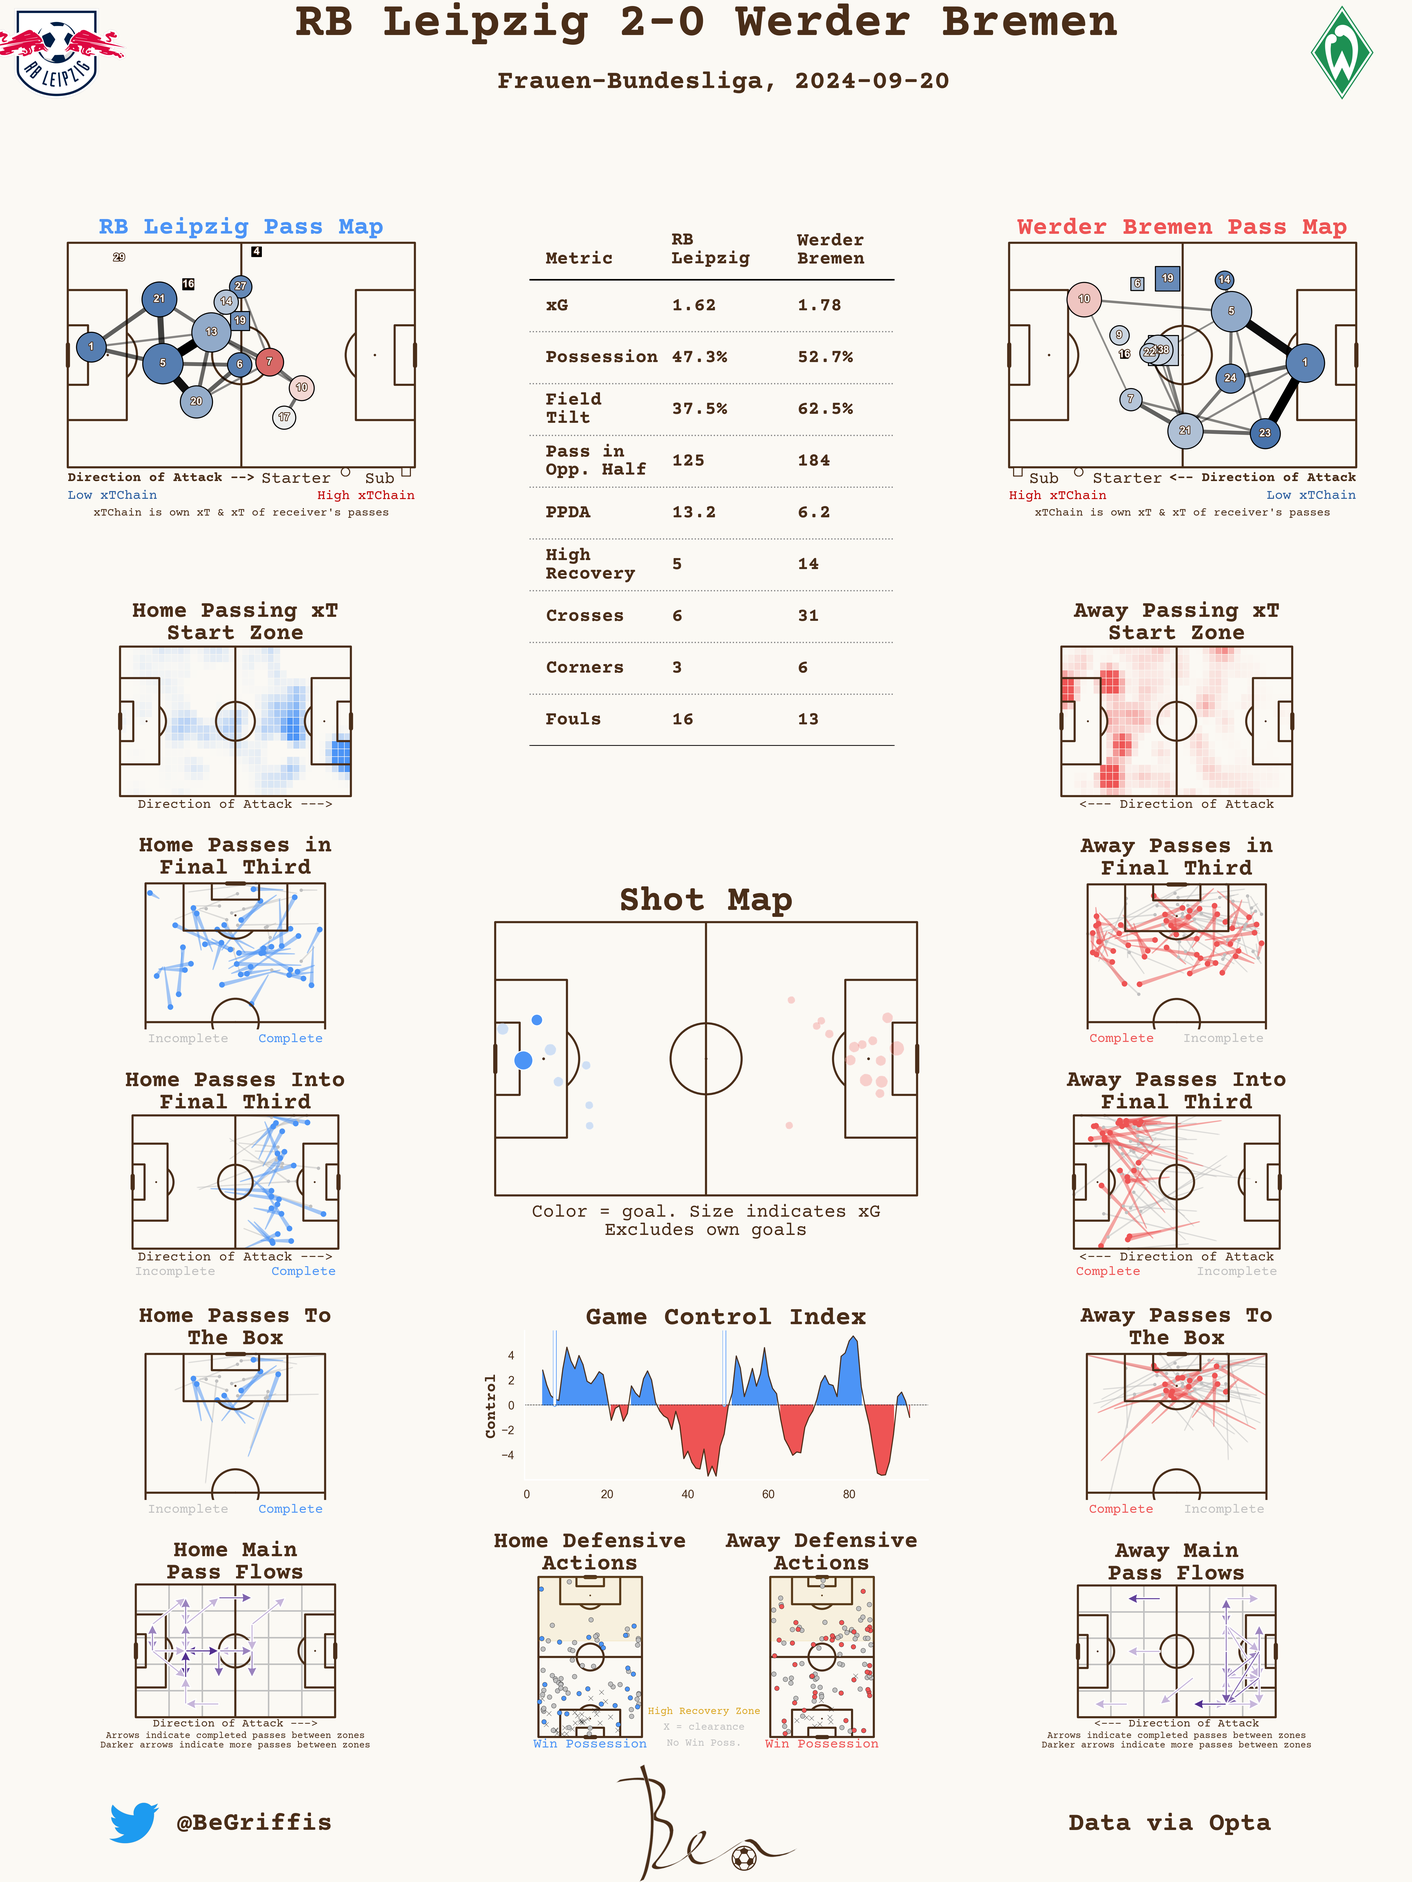 RB Leipzig 2-0 Werder Bremen
Frauen-Bundesliga, 2024-09-20
RB LEIPZIG
W
RB Leipzig Pass Map
29
4
16
27
21
14
19
13
1
5
6
7
10
20
17
Direction of Attack --> Starter Sub
Low xTChain High xTChain
xTChain is own xT & xT of receiver's passes
Metric RB Leipzig Werder Bremen
xG 1.62 1.78
Possession 47.3% 52.7%
Field Tilt 37.5% 62.5%
Pass in Opp. Half 125 184
PPDA 13.2 6.2
High Recovery 5 14
Crosses 6 31
Corners 3 6
Fouls 16 13
Werder Bremen Pass Map
6
19
14
10
5
9
16
22
38
1
24
7
21
23
Sub Starter <-- Direction of Attack
High xTChain Low xTChain
xTChain is own xT & xT of receiver's passes
Home Passing xT
Start Zone
Direction of Attack --->
Away Passing xT
Start Zone
<--- Direction of Attack
Home Passes in
Final Third
Incomplete Complete
Shot Map
Color = goal. Size indicates xG
Excludes own goals
Away Passes in
Final Third
Complete Incomplete
Home Passes Into
Final Third
Direction of Attack --->
Incomplete Complete
Away Passes Into
Final Third
<--- Direction of Attack
Complete Incomplete
Home Passes To
The Box
Incomplete Complete
Game Control Index
Control
4
2
0
−2
−4
0 20 40 60 80
Away Passes To
The Box
Complete Incomplete
Home Main
Pass Flows
Direction of Attack --->
Arrows indicate completed passes between zones
Darker arrows indicate more passes between zones
Home Defensive
Actions
Win Possession
High Recovery Zone
X = clearance
No Win Poss.
Away Defensive
Actions
Win Possession
Away Main
Pass Flows
<--- Direction of Attack
Arrows indicate completed passes between zones
Darker arrows indicate more passes between zones
@BeGriffis
Ben
Data via Opta